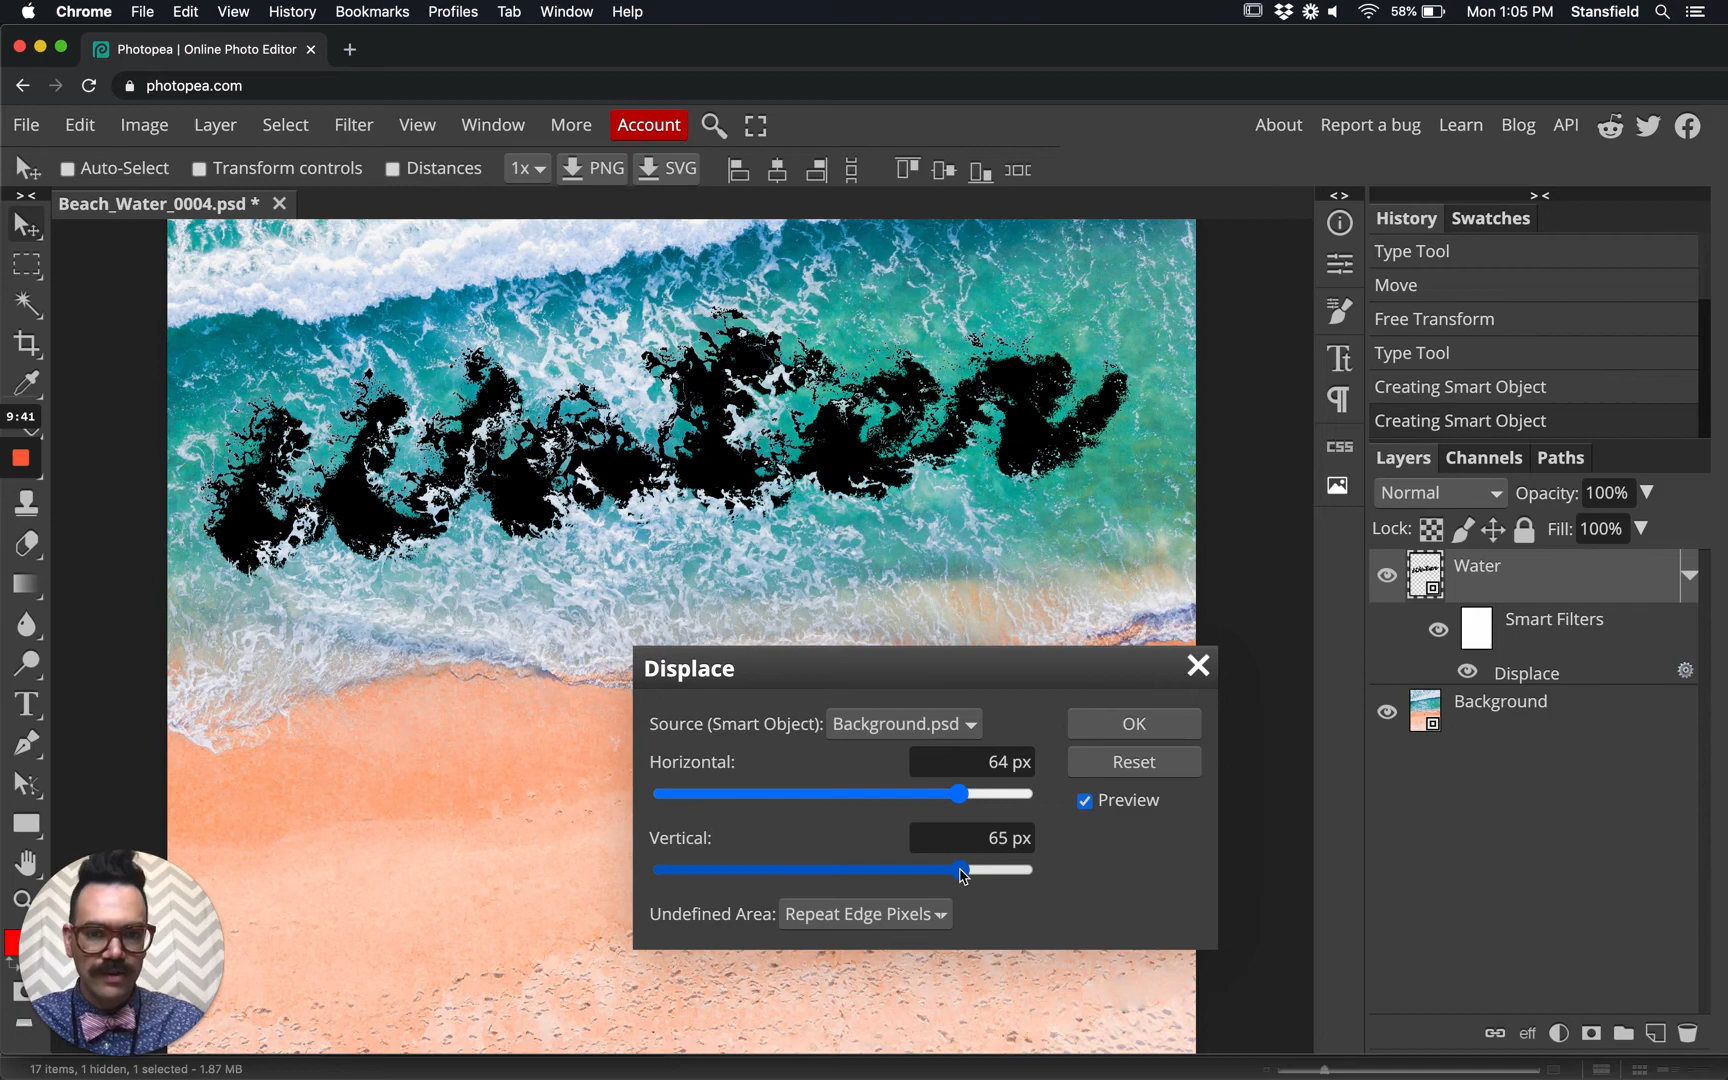 Chrome File Edit View History Bookmarks Profiles Tab Window Help 58% Mon 1:05 PM Stansfield
Photopea | Online Photo Editor
photopea.com
File Edit Image Layer Select Filter View Window More Account About Report a bug Learn Blog API
Auto-Select Transform controls Distances 1x PNG SVG
Beach_Water_0004.psd *
History Swatches
Type Tool
Move
Free Transform
Type Tool
Creating Smart Object
Creating Smart Object
9:41
Water
CSS
Layers Channels Paths
Normal Opacity: 100%
Lock: Fill: 100%
Water
Smart Filters
Displace
Background
Displace
Source (Smart Object): Background.psd OK
Horizontal: 64 px Reset
Preview
Vertical: 65 px
Undefined Area: Repeat Edge Pixels
eff
17 items, 1 hidden, 1 selected - 1.87 MB